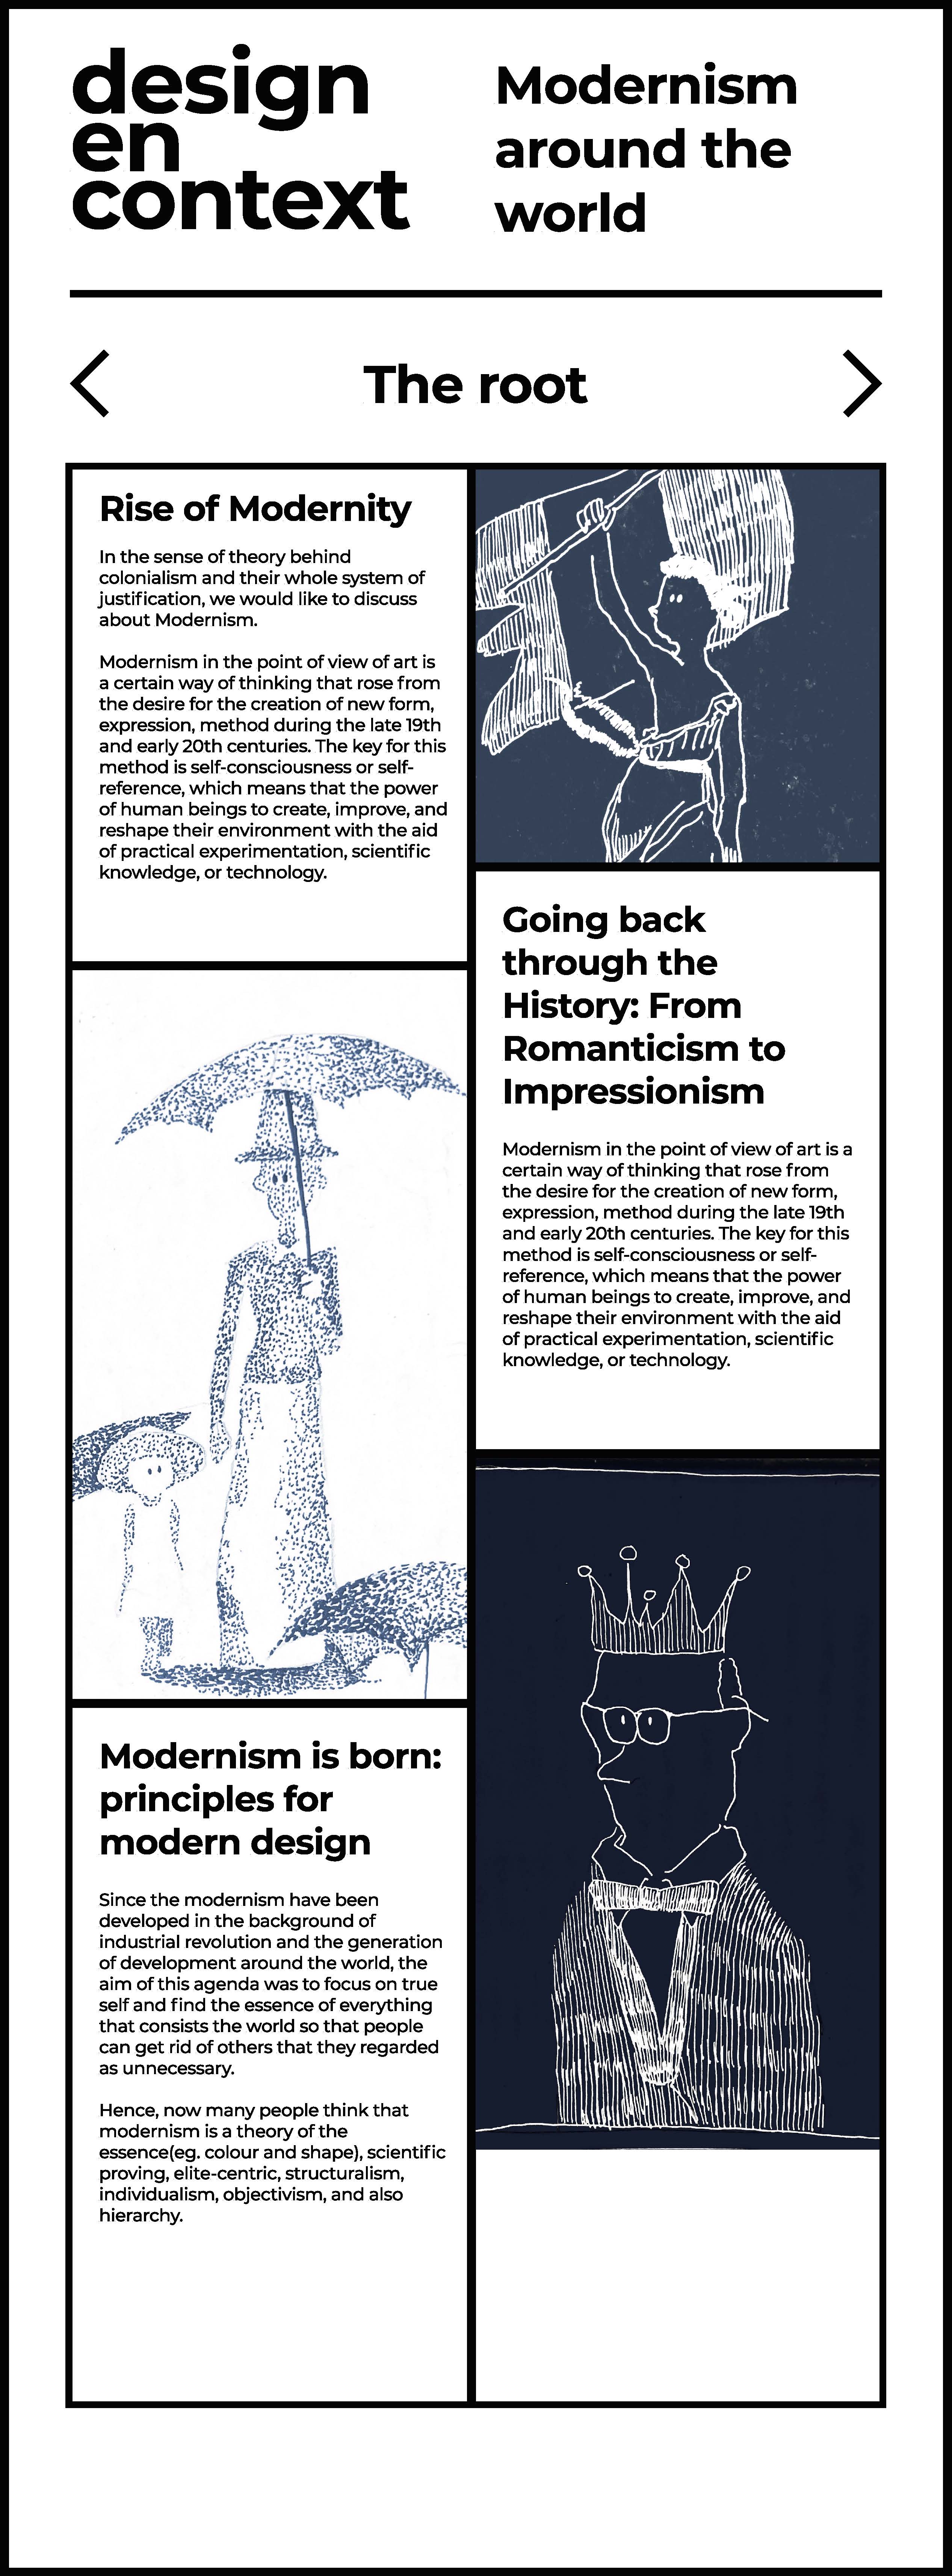 design
en
context
Modernism
around the
world
The root
Rise of Modernity
In the sense of theory behind
colonialism and their whole system of
justification, we would like to discuss
about Modernism.
Modernism in the point of view of art is
a certain way of thinking that rose from
the desire for the creation of new form,
expression, method during the late 19th
and early 20th centuries. The key for this
method is self-consciousness or self-
reference, which means that the power
of human beings to create, improve, and
reshape their environment with the aid
of practical experimentation, scientific
knowledge, or technology.
Going back
through the
History: From
Romanticism to
Impressionism
Modernism in the point of view of art is a
certain way of thinking that rose from
the desire for the creation of new form,
expression, method during the late 19th
and early 20th centuries. The key for this
method is self-consciousness or self-
reference, which means that the power
of human beings to create, improve, and
reshape their environment with the aid
of practical experimentation, scientific
knowledge, or technology.
Modernism is born:
principles for
modern design
Since the modernism have been
developed in the background of
industrial revolution and the generation
of development around the world, the
aim of this agenda was to focus on true
self and find the essence of everything
that consists the world so that people
can get rid of others that they regarded
as unnecessary.
Hence, now many people think that
modernism is a theory of the
essence(eg. colour and shape), scientific
proving, elite-centric, structuralism,
individualism, objectivism, and also
hierarchy.